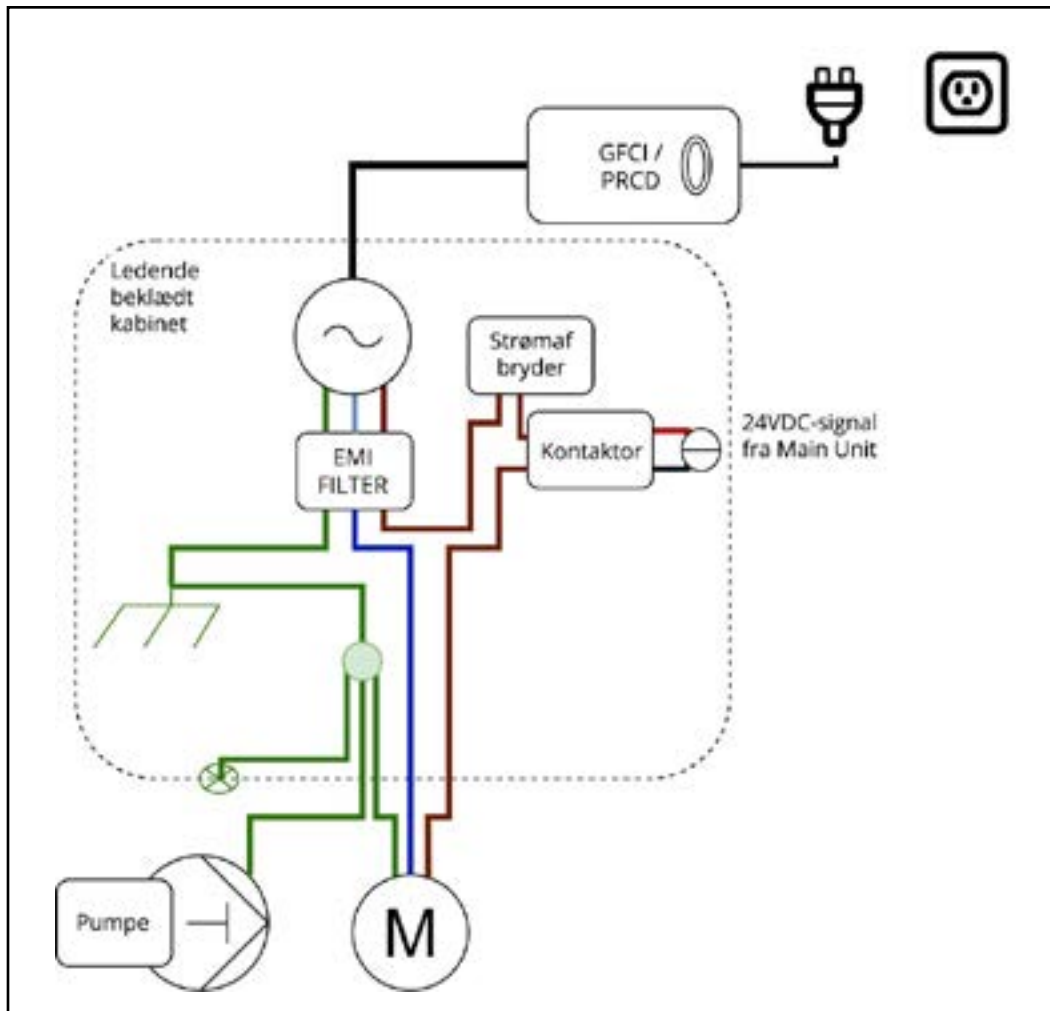 GFCI /
PRCD
Ledende
beklædt
kabinet
Strømaf
bryder
24VDC-signal
fra Main Unit
Kontaktor
EMI
FILTER
Pumpe
M